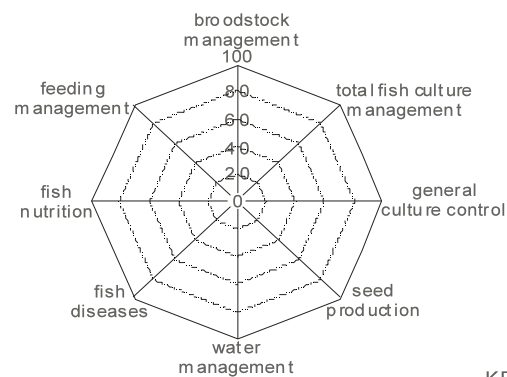 broodstock
management
100
feeding
management
80
total fish culture
management
60
40
20
fish
nutrition
0
general
culture control
fish
diseases
seed
production
water
management